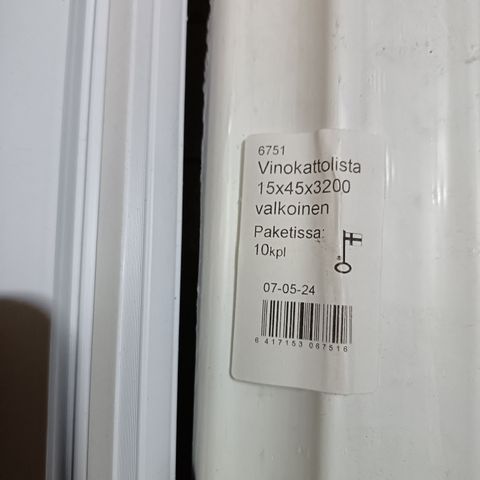 6751
Vinokattolista
15x45x3200
valkoinen
Paketissa:
10kpl
07-05-24
6 417153 067516